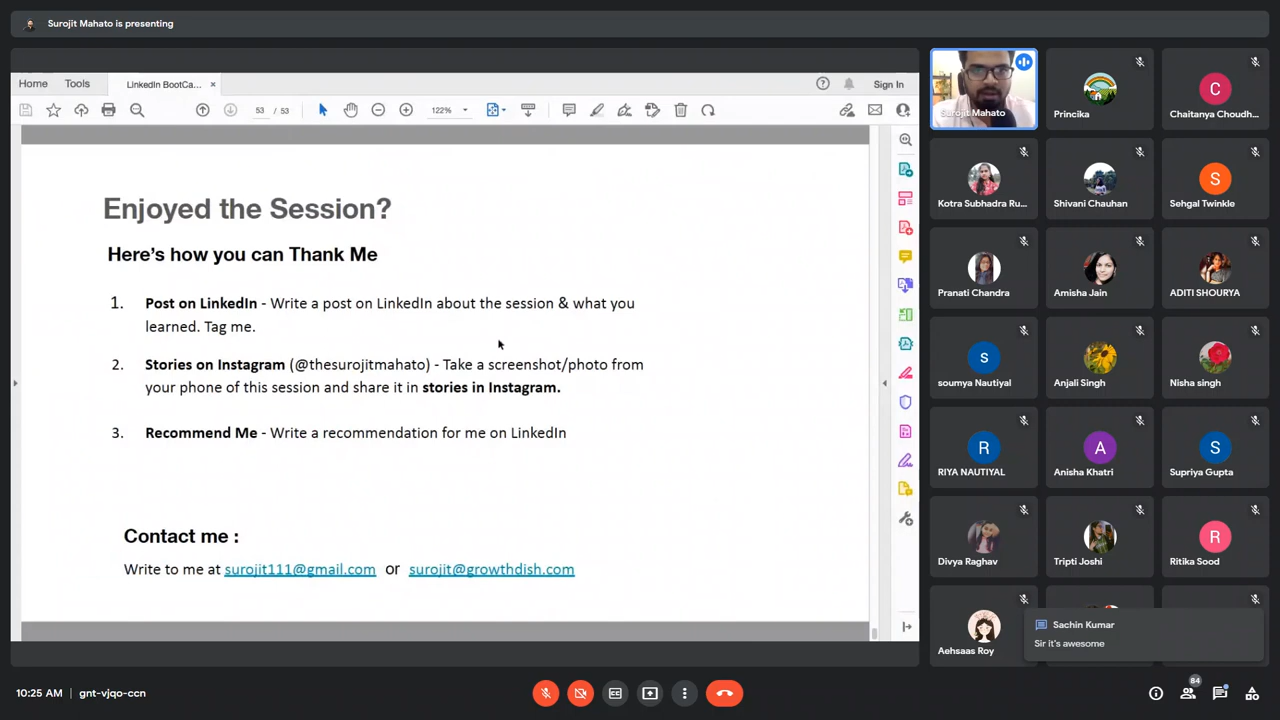 Surojit Mahato is presenting
Home Tools LinkedIn BootCa... × Sign In
53 / 53 122%
Enjoyed the Session?
Here's how you can Thank Me
1. Post on LinkedIn - Write a post on LinkedIn about the session & what you
learned. Tag me.
2. Stories on Instagram (@thesurojitmahato) - Take a screenshot/photo from
your phone of this session and share it in stories in Instagram.
3. Recommend Me - Write a recommendation for me on LinkedIn
Contact me :
Write to me at surojit111@gmail.com or surojit@growthdish.com
Surojit Mahato
Princika
C
Chaitanya Choudh...
Kotra Subhadra Ru...
Shivani Chauhan
S
Sehgal Twinkle
Pranati Chandra
Amisha Jain
ADITI SHOURYA
s
soumya Nautiyal
Anjali Singh
Nisha singh
R
RIYA NAUTIYAL
A
Anisha Khatri
S
Supriya Gupta
Divya Raghav
Tripti Joshi
R
Ritika Sood
Aehsaas Roy
Sachin Kumar
Sir it's awesome
10:25 AM gnt-vjqo-ccn
84